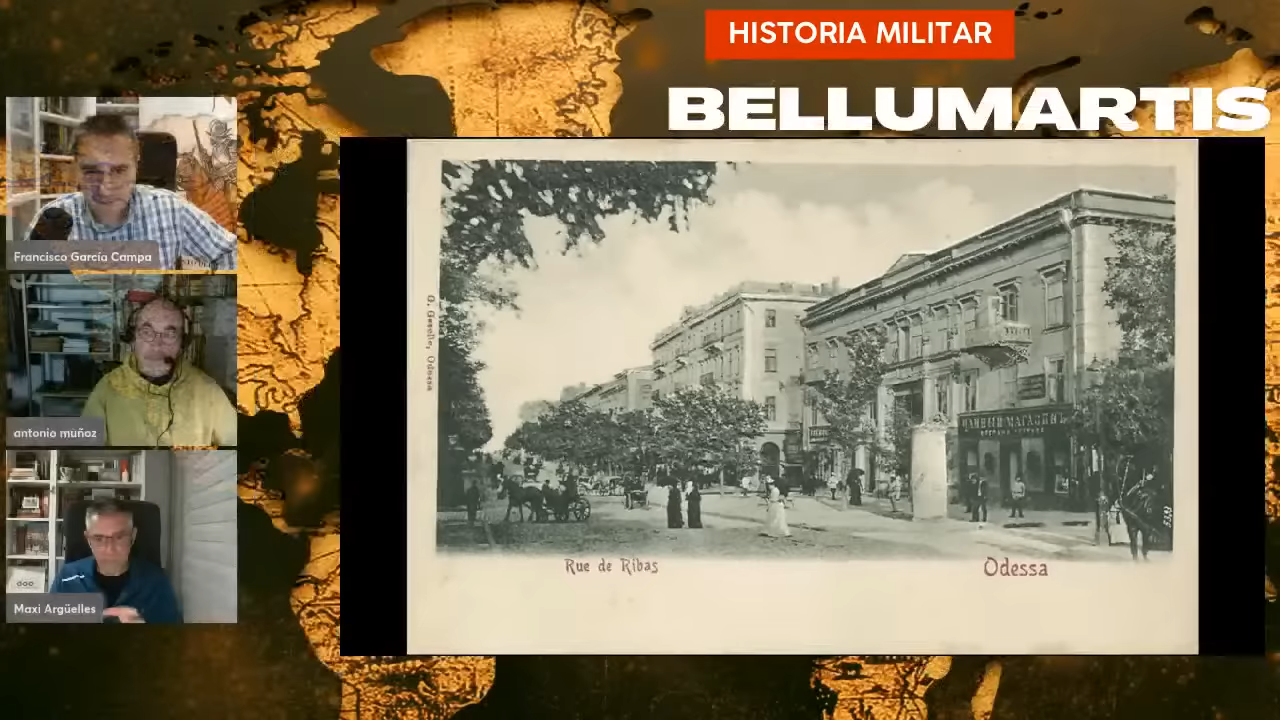 HISTORIA MILITAR
BELLUMARTIS
Francisco García Campa
antonio muñoz
Maxi Argüelles
Rue de Ribas
Odessa